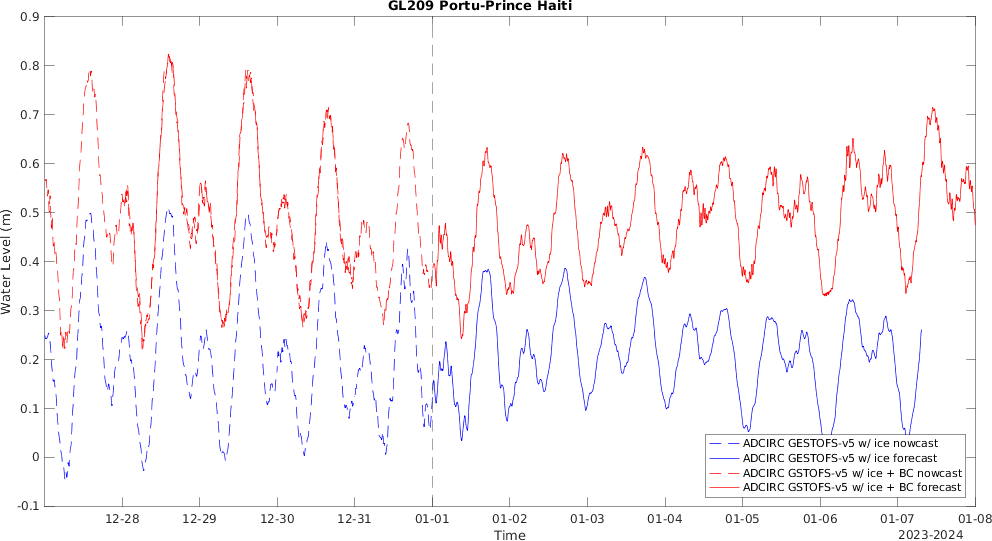 GL209 Portu-Prince Haiti
0.9
0.8
0.7
0.6
0.5
0.4
0.3
0.2
0.1
0
-0.1
Water Level (m)
ADCIRC GESTOFS-v5 w/ ice nowcast
ADCIRC GESTOFS-v5 w/ ice forecast
ADCIRC GSTOFS-v5 w/ ice + BC nowcast
ADCIRC GSTOFS-v5 w/ ice + BC forecast
12-28 12-29 12-30 12-31 01-01 01-02 01-03 01-04 01-05 01-06 01-07 01-08
Time
2023-2024